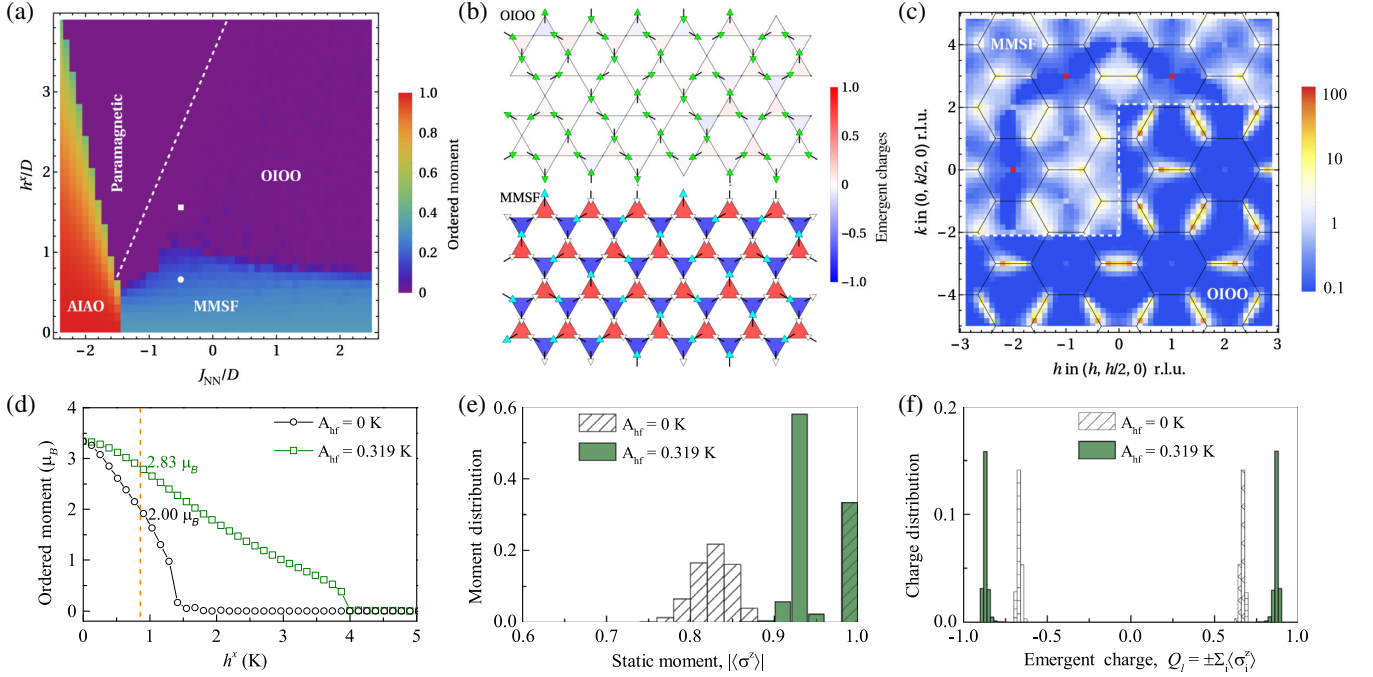 (a)
h^x/D
3
2
1
0
Paramagnetic
OIOO
AIAO
MMSF
−2
−1
0
1
2
J_NN/D
1.0
0.8
0.6
0.4
0.2
0
Ordered moment
(b)
OIOO
MMSF
1.0
0.5
0
−0.5
−1.0
Emergent charges
(c)
k in (0, k/2, 0) r.l.u.
4
2
0
−2
4
MMSF
OIOO
−3
−2
−1
0
1
2
3
h in (h, h/2, 0) r.l.u.
100
10
1
0.1
(d)
Ordered moment (μ_B)
4
3
2
1
0
A_hf = 0 K
A_hf = 0.319 K
2.83 μ_B
2.00 μ_B
0
1
2
3
4
5
h^x (K)
(e)
Moment distribution
0.6
0.4
0.2
0.0
A_hf = 0 K
A_hf = 0.319 K
0.6
0.7
0.8
0.9
1.0
Static moment, |⟨σ^z⟩|
(f)
Charge distribution
0.2
0.1
0.0
A_hf = 0 K
A_hf = 0.319 K
-1.0
-0.5
0.0
0.5
1.0
Emergent charge, Q_l = ±Σ_i⟨σ_i^z⟩